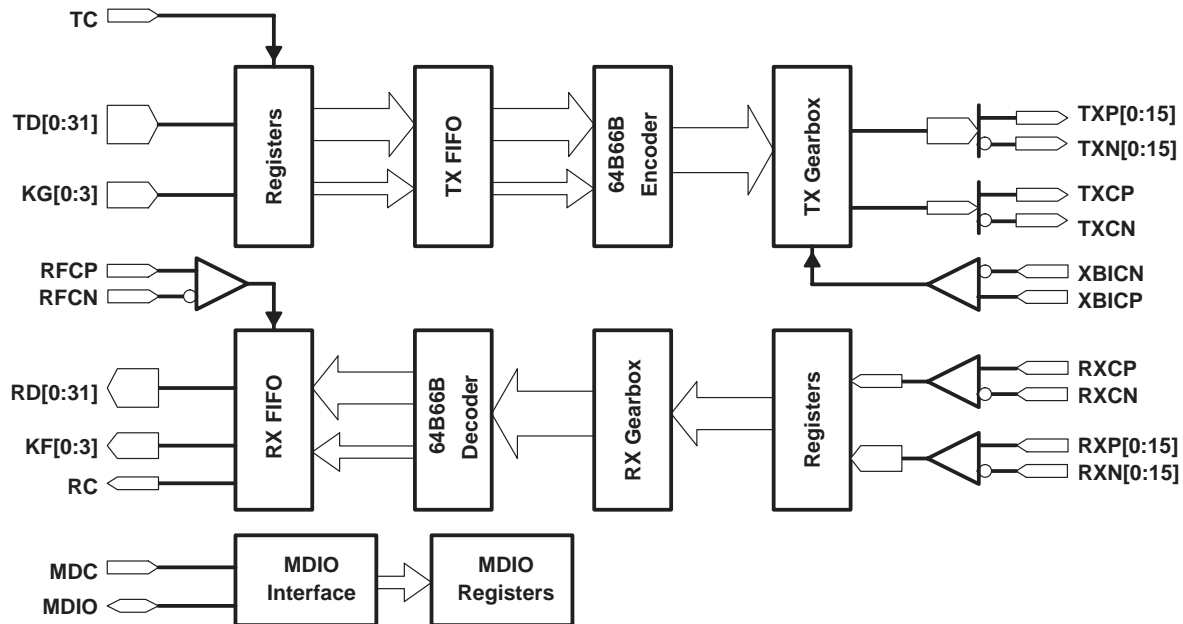 TC
TD[0:31]
KG[0:3]
Registers
TX FIFO
64B66B
Encoder
TX Gearbox
TXP[0:15]
TXN[0:15]
TXCP
TXCN
RFCP
RFCN
XBICN
XBICP
RD[0:31]
KF[0:3]
RC
RX FIFO
64B66B
Decoder
RX Gearbox
Registers
RXCP
RXCN
RXP[0:15]
RXN[0:15]
MDC
MDIO
MDIO
Interface
MDIO
Registers